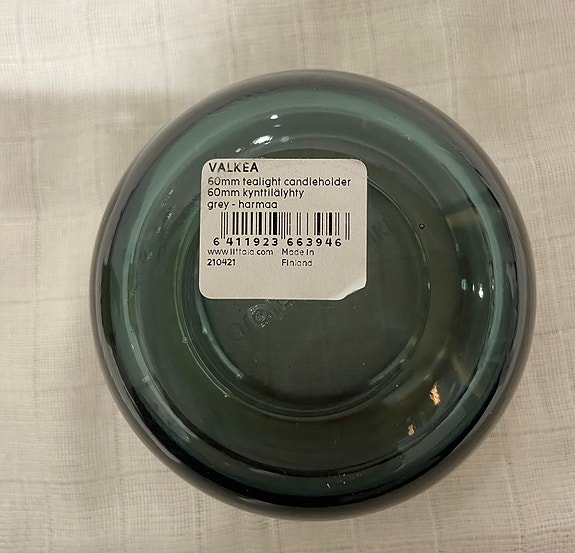 VALKEA
60mm tealight candleholder
60mm kynttilälyhty
grey - harmaa
6 411923 663946
www.iittala.com Made in
210421 Finland